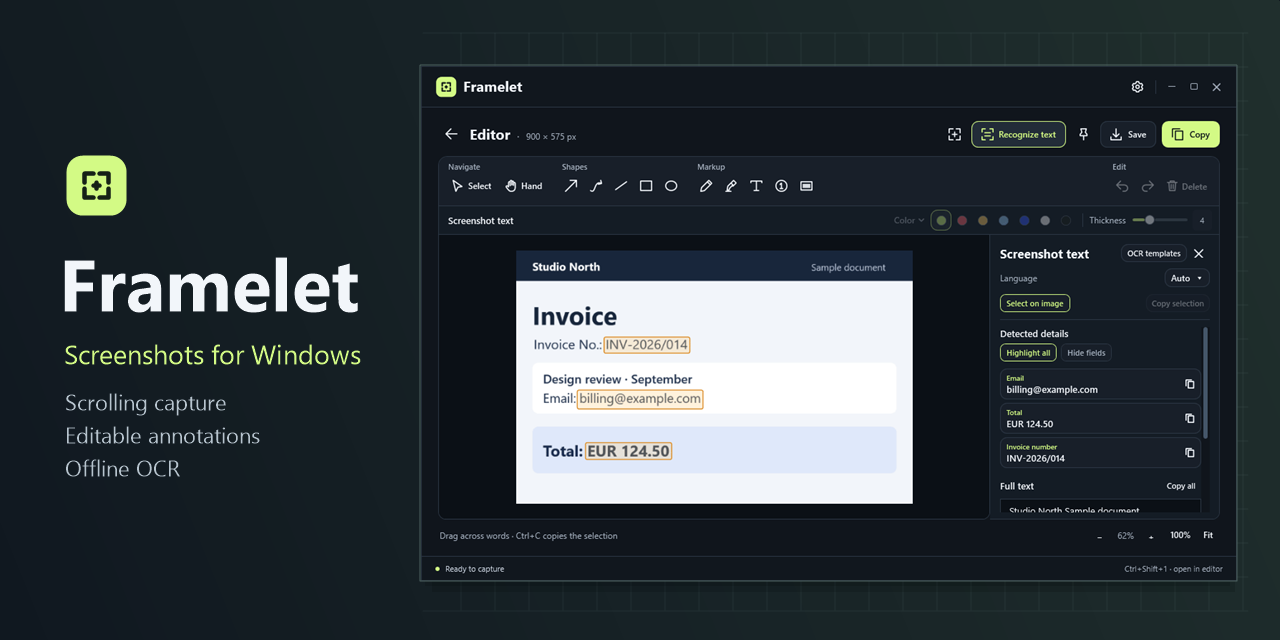 Framelet
Screenshots for Windows
Scrolling capture
Editable annotations
Offline OCR
Framelet
Editor · 900 × 575 px
Recognize text
Save
Copy
Navigate
Shapes
Markup
Edit
Select
Hand
Delete
Screenshot text
Color
Thickness
4
Studio North
Sample document
Invoice
Invoice No.: INV-2026/014
Design review · September
Email: billing@example.com
Total: EUR 124.50
Screenshot text
OCR templates
Language
Auto
Select on image
Copy selection
Detected details
Highlight all
Hide fields
Email
billing@example.com
Total
EUR 124.50
Invoice number
INV-2026/014
Full text
Copy all
Studio North Sample document
Drag across words · Ctrl+C copies the selection
– 62% + 100% Fit
Ready to capture
Ctrl+Shift+1 · open in editor